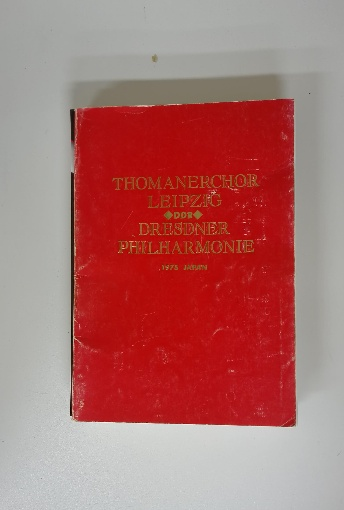 THOMANERCHOR
LEIPZIG
◆DDR◆
DRESDNER
PHILHARMONIE